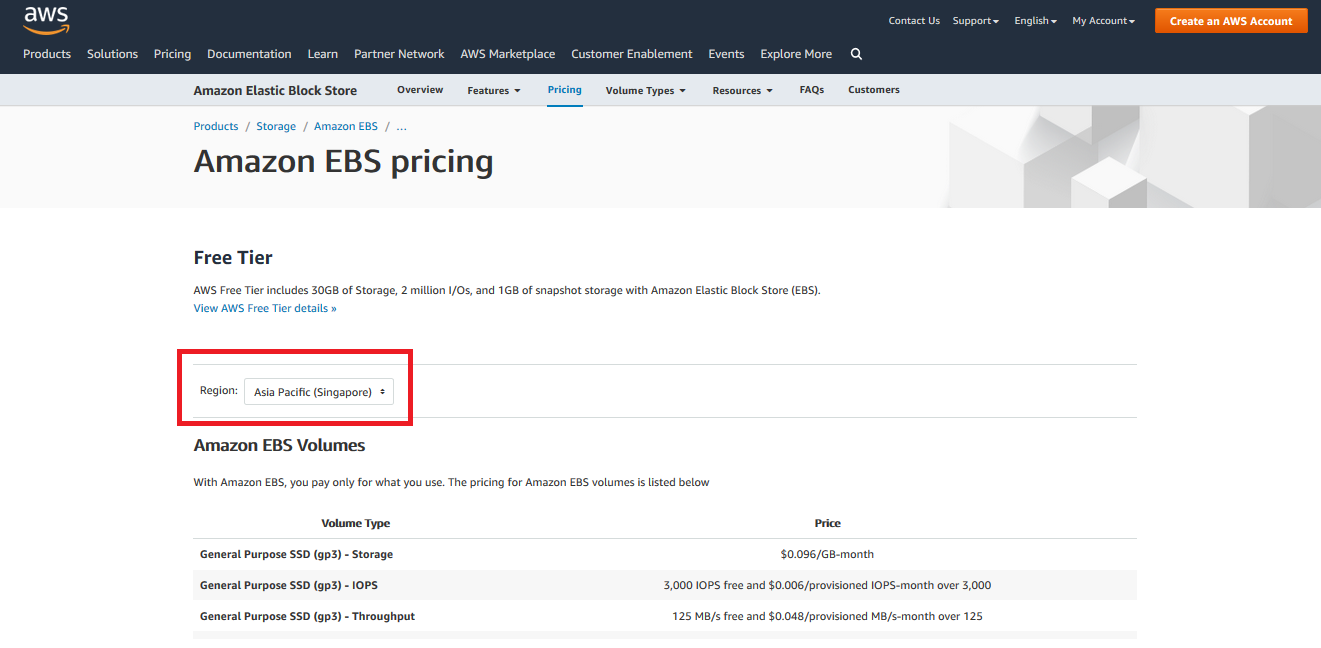 aws
Contact Us Support English My Account Create an AWS Account
Products Solutions Pricing Documentation Learn Partner Network AWS Marketplace Customer Enablement Events Explore More
Amazon Elastic Block Store Overview Features Pricing Volume Types Resources FAQs Customers
Products / Storage / Amazon EBS / ...
Amazon EBS pricing
Free Tier
AWS Free Tier includes 30GB of Storage, 2 million I/Os, and 1GB of snapshot storage with Amazon Elastic Block Store (EBS).
View AWS Free Tier details »
Region: Asia Pacific (Singapore)
Amazon EBS Volumes
With Amazon EBS, you pay only for what you use. The pricing for Amazon EBS volumes is listed below
Volume Type Price
General Purpose SSD (gp3) - Storage $0.096/GB-month
General Purpose SSD (gp3) - IOPS 3,000 IOPS free and $0.006/provisioned IOPS-month over 3,000
General Purpose SSD (gp3) - Throughput 125 MB/s free and $0.048/provisioned MB/s-month over 125